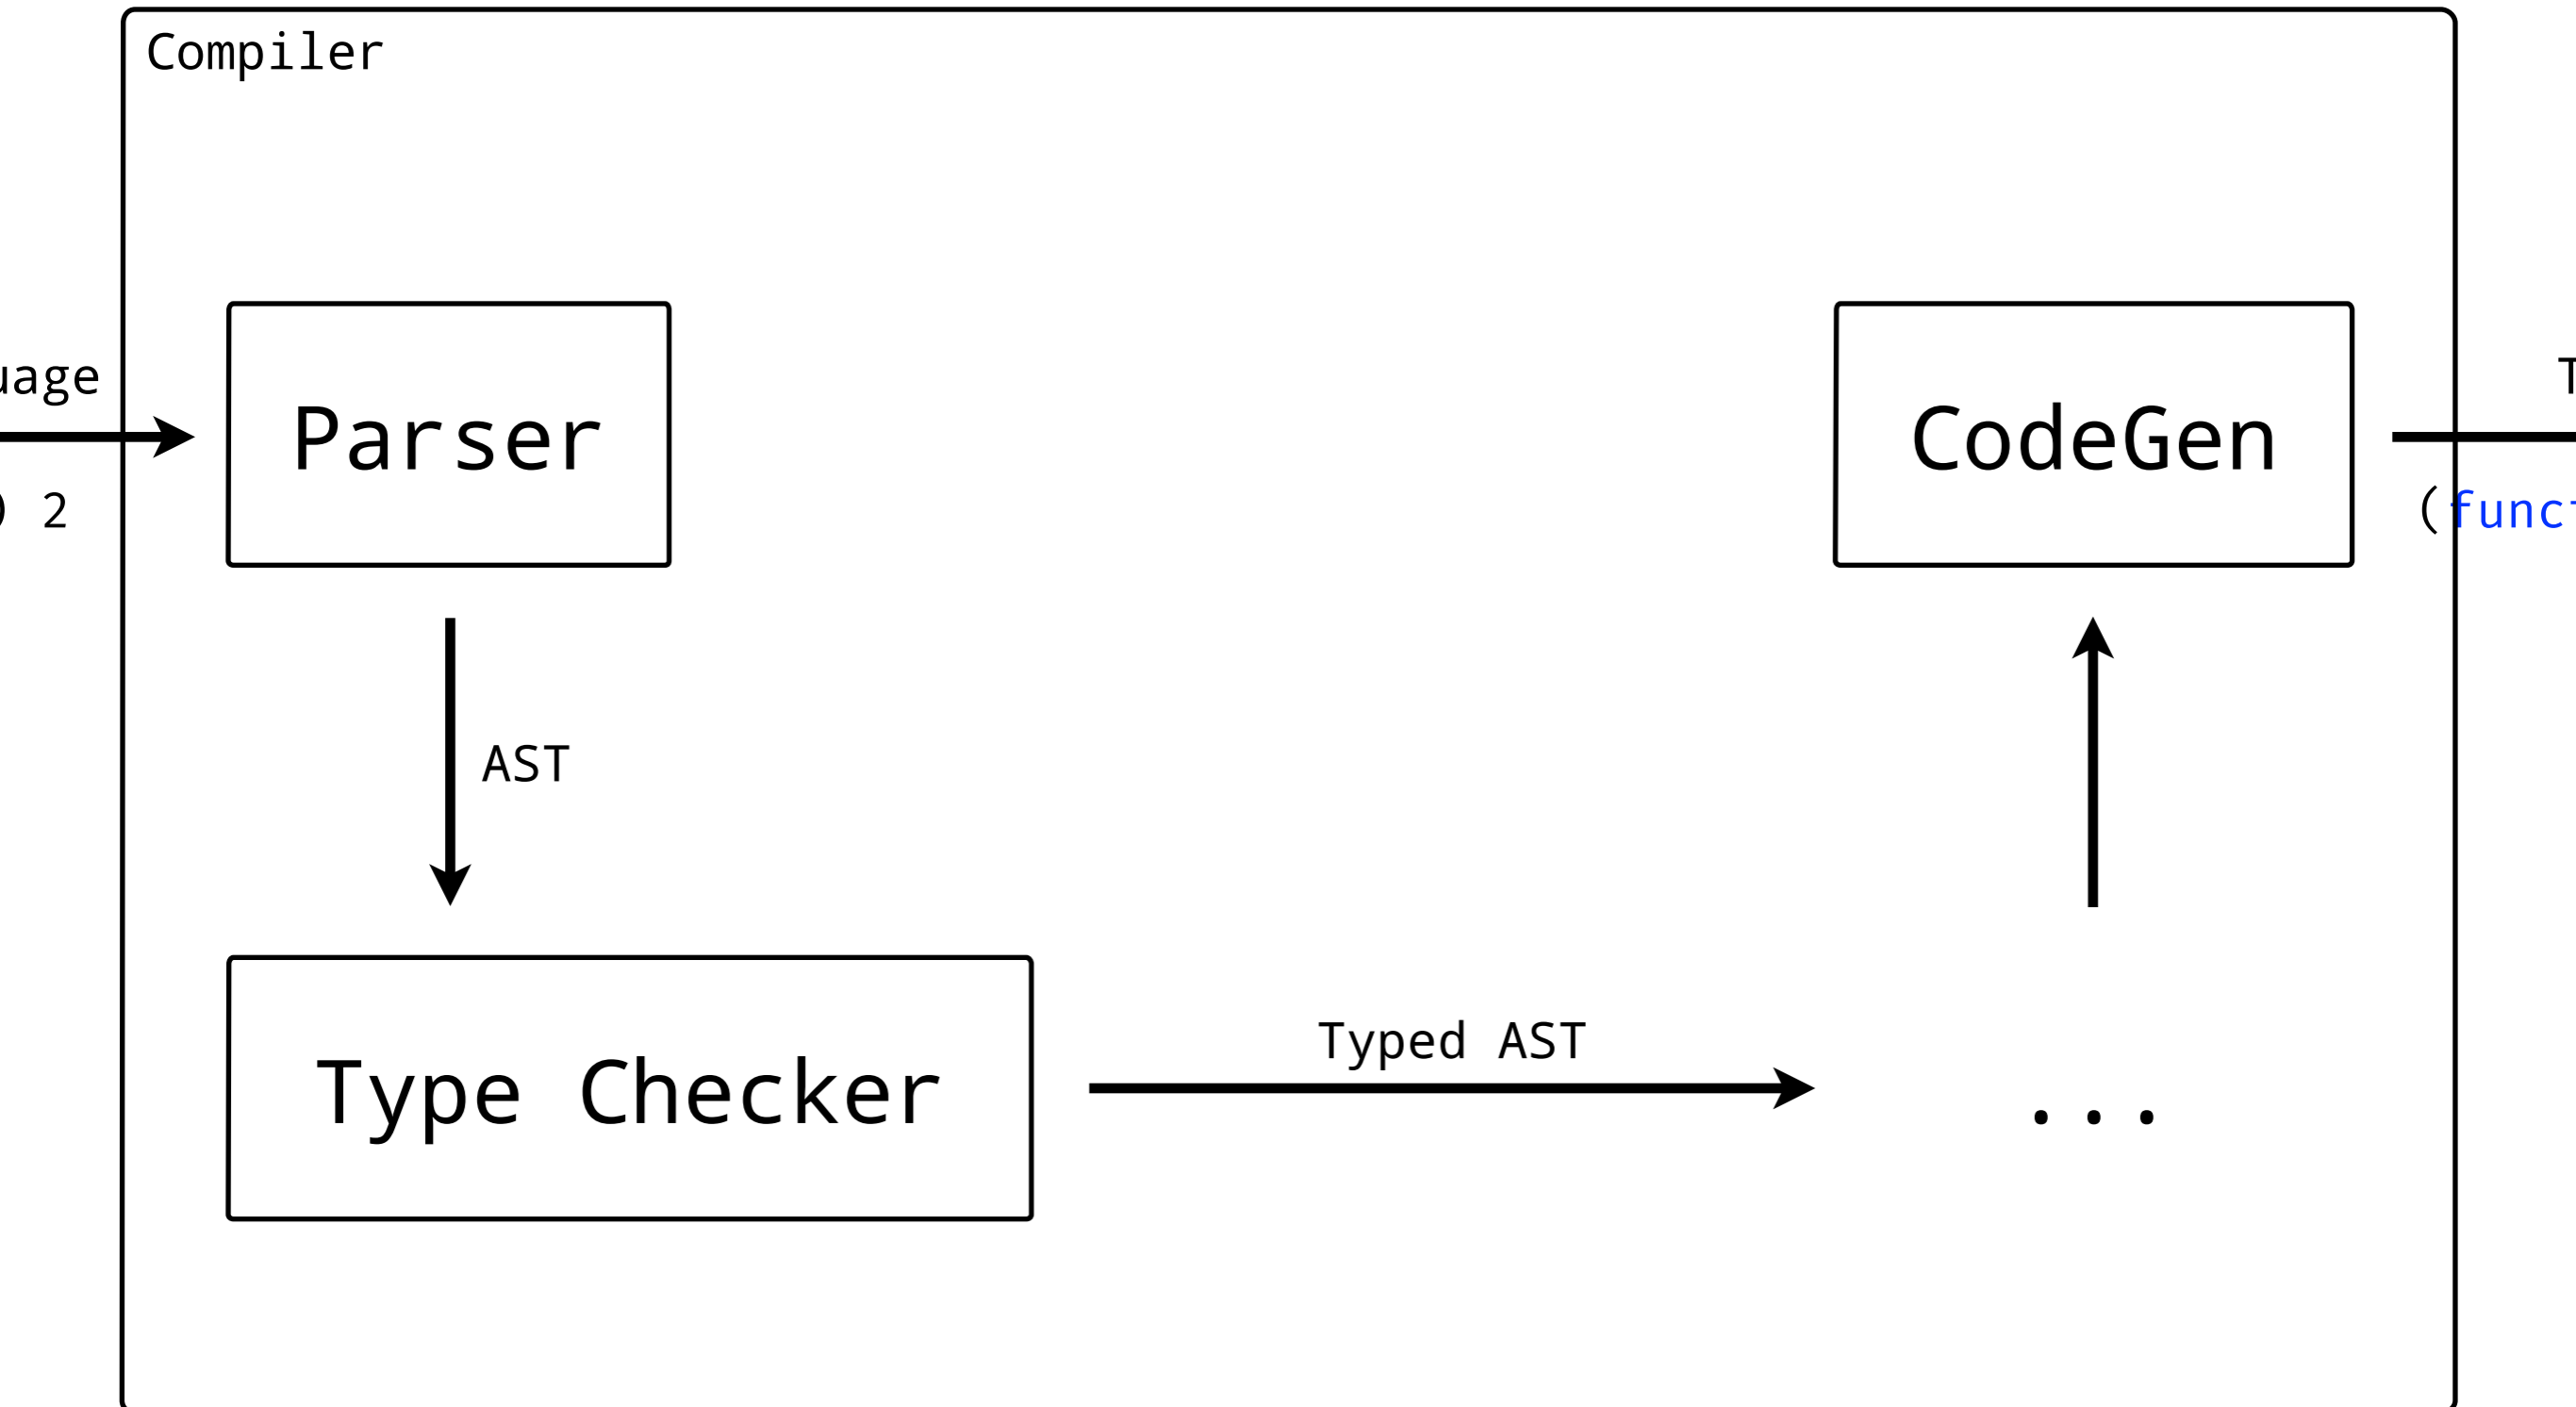 Compiler
uage
Parser
CodeGen
T
) 2
(func
AST
Typed AST
Type Checker
...